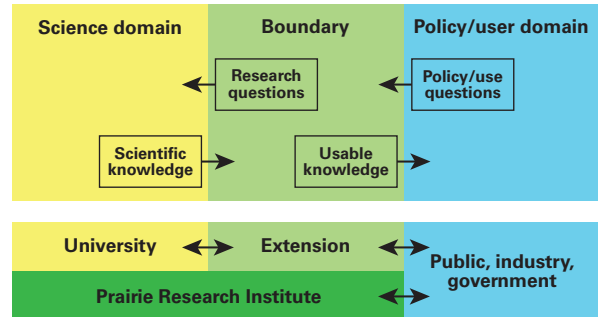 Science domain
Boundary
Policy/user domain
Research
questions
Policy/use
questions
Scientific
knowledge
Usable
knowledge
University
Extension
Public, industry,
government
Prairie Research Institute